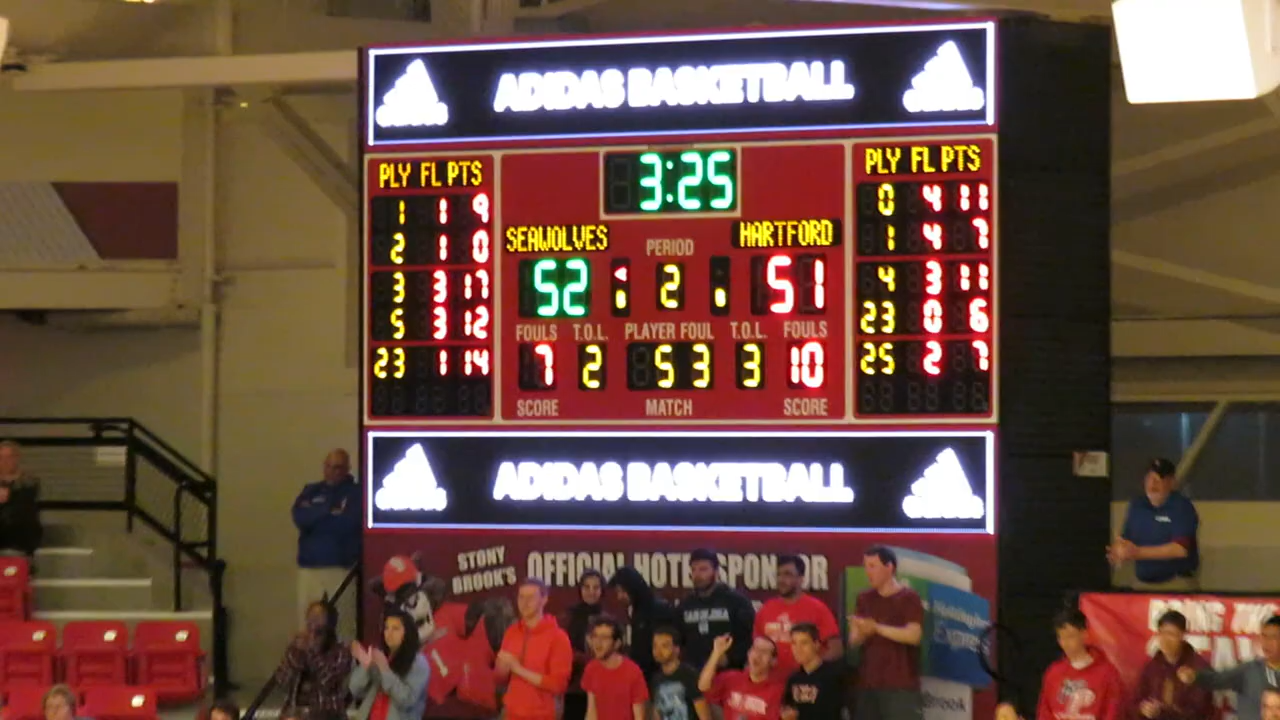 ADIDAS BASKETBALL
PLY FL PTS
1 1 9
2 1 0
3 3 17
5 3 12
23 1 14
3:25
SEAWOLVES PERIOD HARTFORD
52 2 51
FOULS T.O.L. PLAYER FOUL T.O.L. FOULS
7 2 53 3 10
SCORE MATCH SCORE
PLY FL PTS
0 4 11
1 4 7
4 3 11
23 0 6
25 2 7
ADIDAS BASKETBALL
STONY
BROOK'S
OFFICIAL HOTEL SPONSOR